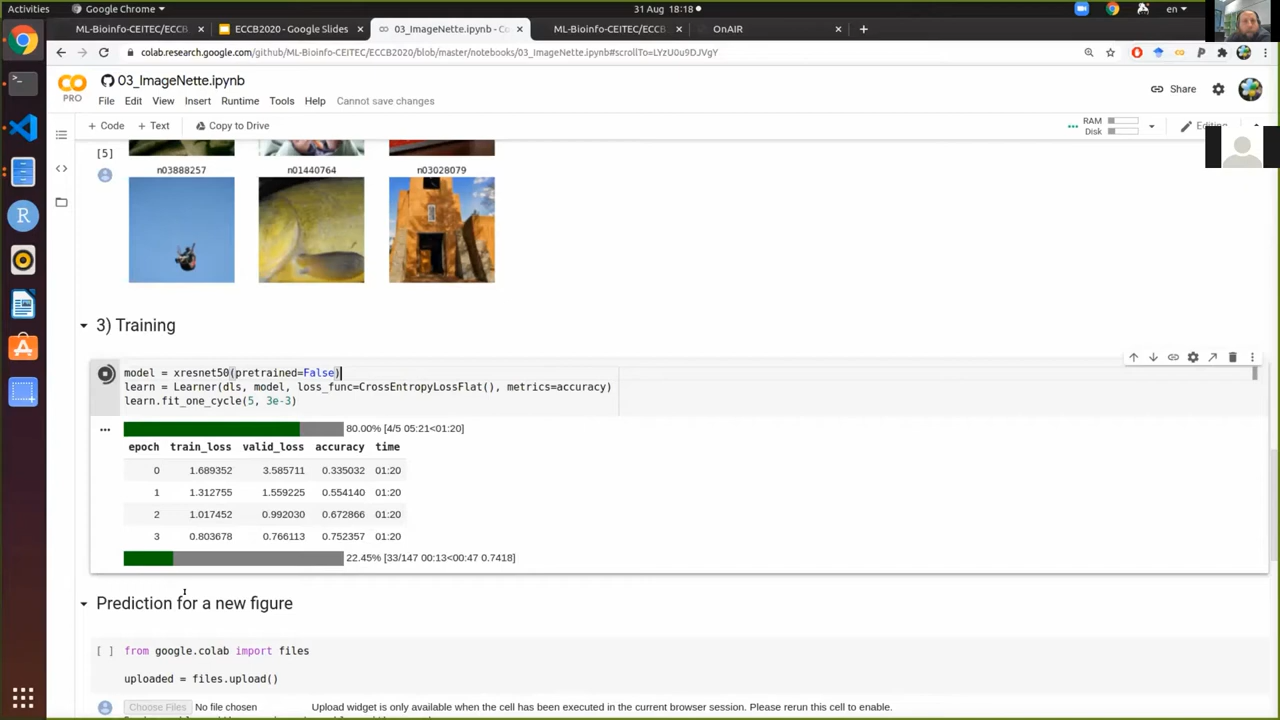 Activities
Google Chrome
31 Aug 18:18
en
ML-Bioinfo-CEITEC/ECCB
ECCB2020 - Google Slides
03_ImageNette.ipynb - Co
ML-Bioinfo-CEITEC/ECCB
OnAIR
colab.research.google.com/github/ML-Bioinfo-CEITEC/ECCB2020/blob/master/notebooks/03_ImageNette.ipynb#scrollTo=LYzU0u9DJVgY
PRO
03_ImageNette.ipynb
Share
File Edit View Insert Runtime Tools Help Cannot save changes
+ Code + Text Copy to Drive
RAM
Disk
Editing
[5]
n03888257 n01440764 n03028079
3) Training
model = xresnet50(pretrained=False)
learn = Learner(dls, model, loss_func=CrossEntropyLossFlat(), metrics=accuracy)
learn.fit_one_cycle(5, 3e-3)
80.00% [4/5 05:21<01:20]
epoch train_loss valid_loss accuracy time
0 1.689352 3.585711 0.335032 01:20
1 1.312755 1.559225 0.554140 01:20
2 1.017452 0.992030 0.672866 01:20
3 0.803678 0.766113 0.752357 01:20
22.45% [33/147 00:13<00:47 0.7418]
Prediction for a new figure
[ ] from google.colab import files
uploaded = files.upload()
Choose Files No file chosen Upload widget is only available when the cell has been executed in the current browser session. Please rerun this cell to enable.